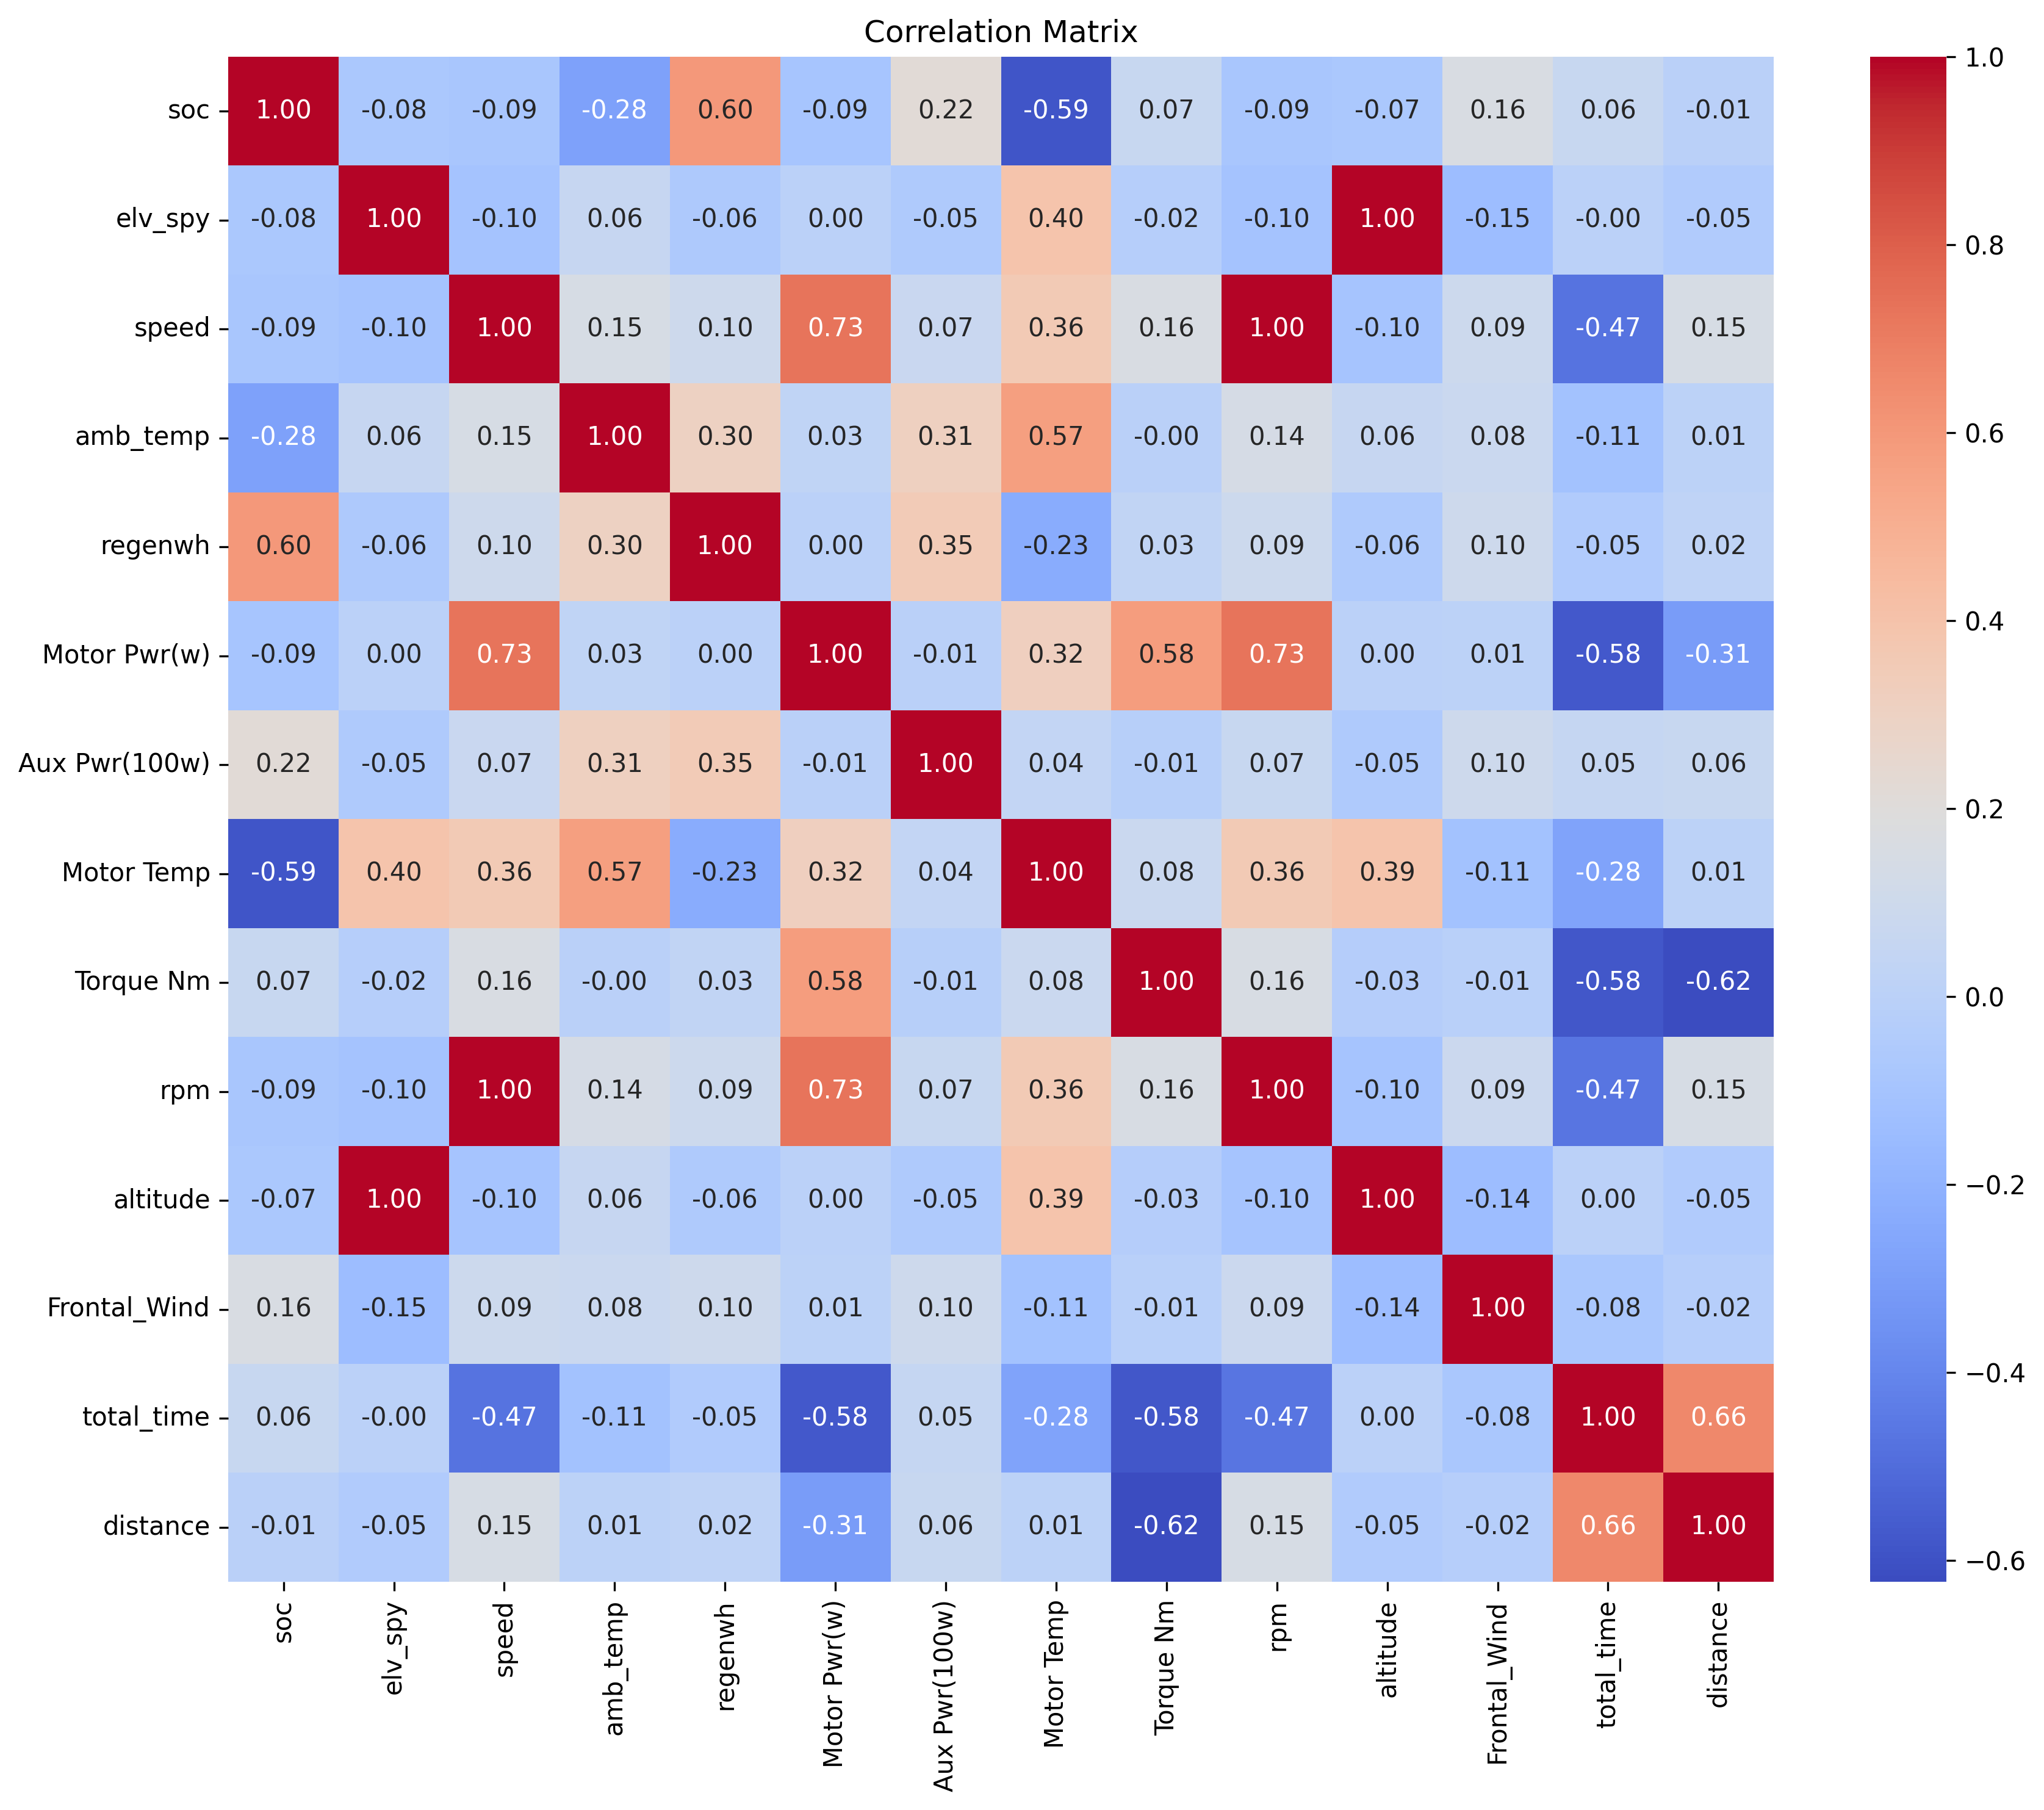 Correlation Matrix
soc 1.00 -0.08 -0.09 -0.28 0.60 -0.09 0.22 -0.59 0.07 -0.09 -0.07 0.16 0.06 -0.01
elv_spy -0.08 1.00 -0.10 0.06 -0.06 0.00 -0.05 0.40 -0.02 -0.10 1.00 -0.15 -0.00 -0.05
speed -0.09 -0.10 1.00 0.15 0.10 0.73 0.07 0.36 0.16 1.00 -0.10 0.09 -0.47 0.15
amb_temp -0.28 0.06 0.15 1.00 0.30 0.03 0.31 0.57 -0.00 0.14 0.06 0.08 -0.11 0.01
regenwh 0.60 -0.06 0.10 0.30 1.00 0.00 0.35 -0.23 0.03 0.09 -0.06 0.10 -0.05 0.02
Motor Pwr(w) -0.09 0.00 0.73 0.03 0.00 1.00 -0.01 0.32 0.58 0.73 0.00 0.01 -0.58 -0.31
Aux Pwr(100w) 0.22 -0.05 0.07 0.31 0.35 -0.01 1.00 0.04 -0.01 0.07 -0.05 0.10 0.05 0.06
Motor Temp -0.59 0.40 0.36 0.57 -0.23 0.32 0.04 1.00 0.08 0.36 0.39 -0.11 -0.28 0.01
Torque Nm 0.07 -0.02 0.16 -0.00 0.03 0.58 -0.01 0.08 1.00 0.16 -0.03 -0.01 -0.58 -0.62
rpm -0.09 -0.10 1.00 0.14 0.09 0.73 0.07 0.36 0.16 1.00 -0.10 0.09 -0.47 0.15
altitude -0.07 1.00 -0.10 0.06 -0.06 0.00 -0.05 0.39 -0.03 -0.10 1.00 -0.14 0.00 -0.05
Frontal_Wind 0.16 -0.15 0.09 0.08 0.10 0.01 0.10 -0.11 -0.01 0.09 -0.14 1.00 -0.08 -0.02
total_time 0.06 -0.00 -0.47 -0.11 -0.05 -0.58 0.05 -0.28 -0.58 -0.47 0.00 -0.08 1.00 0.66
distance -0.01 -0.05 0.15 0.01 0.02 -0.31 0.06 0.01 -0.62 0.15 -0.05 -0.02 0.66 1.00
soc elv_spy speed amb_temp regenwh Motor Pwr(w) Aux Pwr(100w) Motor Temp Torque Nm rpm altitude Frontal_Wind total_time distance
1.0
0.8
0.6
0.4
0.2
0.0
−0.2
−0.4
−0.6